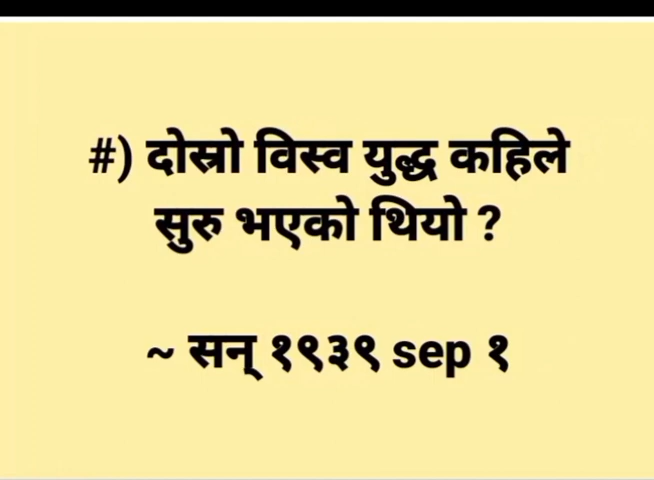 #) दोस्रो विस्व युद्ध कहिले
सुरु भएको थियो ?
~ सन् १९३९ sep १